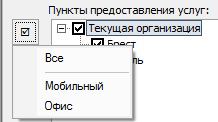 Пункты предоставления услуг:
Текущая организация
Брест
Все
Мобильный
Офис